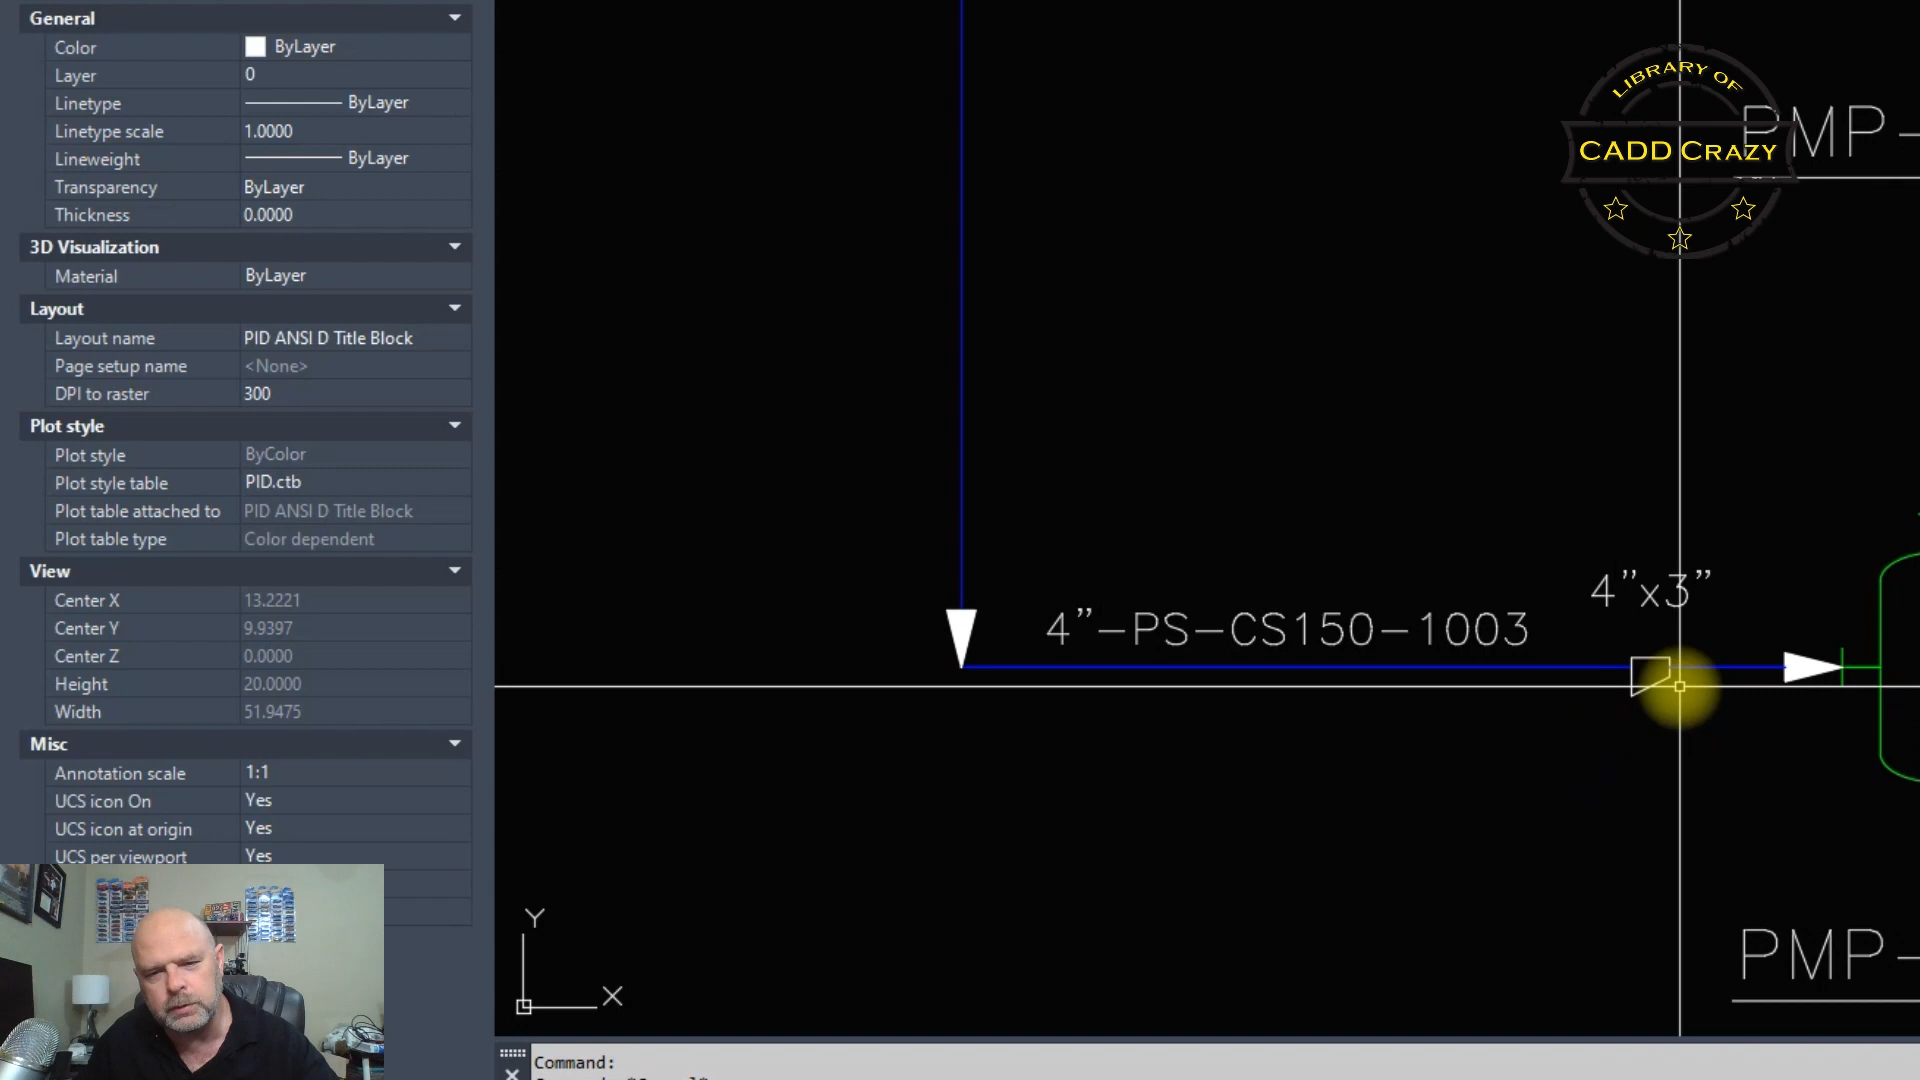 General
Color ByLayer
Layer 0
Linetype ByLayer
Linetype scale 1.0000
Lineweight ByLayer
Transparency ByLayer
Thickness 0.0000
3D Visualization
Material ByLayer
Layout
Layout name PID ANSI D Title Block
Page setup name <None>
DPI to raster 300
Plot style
Plot style ByColor
Plot style table PID.ctb
Plot table attached to PID ANSI D Title Block
Plot table type Color dependent
View
Center X 13.2221
Center Y 9.9397
Center Z 0.0000
Height 20.0000
Width 51.9475
Misc
Annotation scale 1:1
UCS icon On Yes
UCS icon at origin Yes
UCS per viewport Yes
LIBRARY OF
CADD CRAZY
PMP-
4"x3"
4"-PS-CS150-1003
PMP-
Y
X
Command: